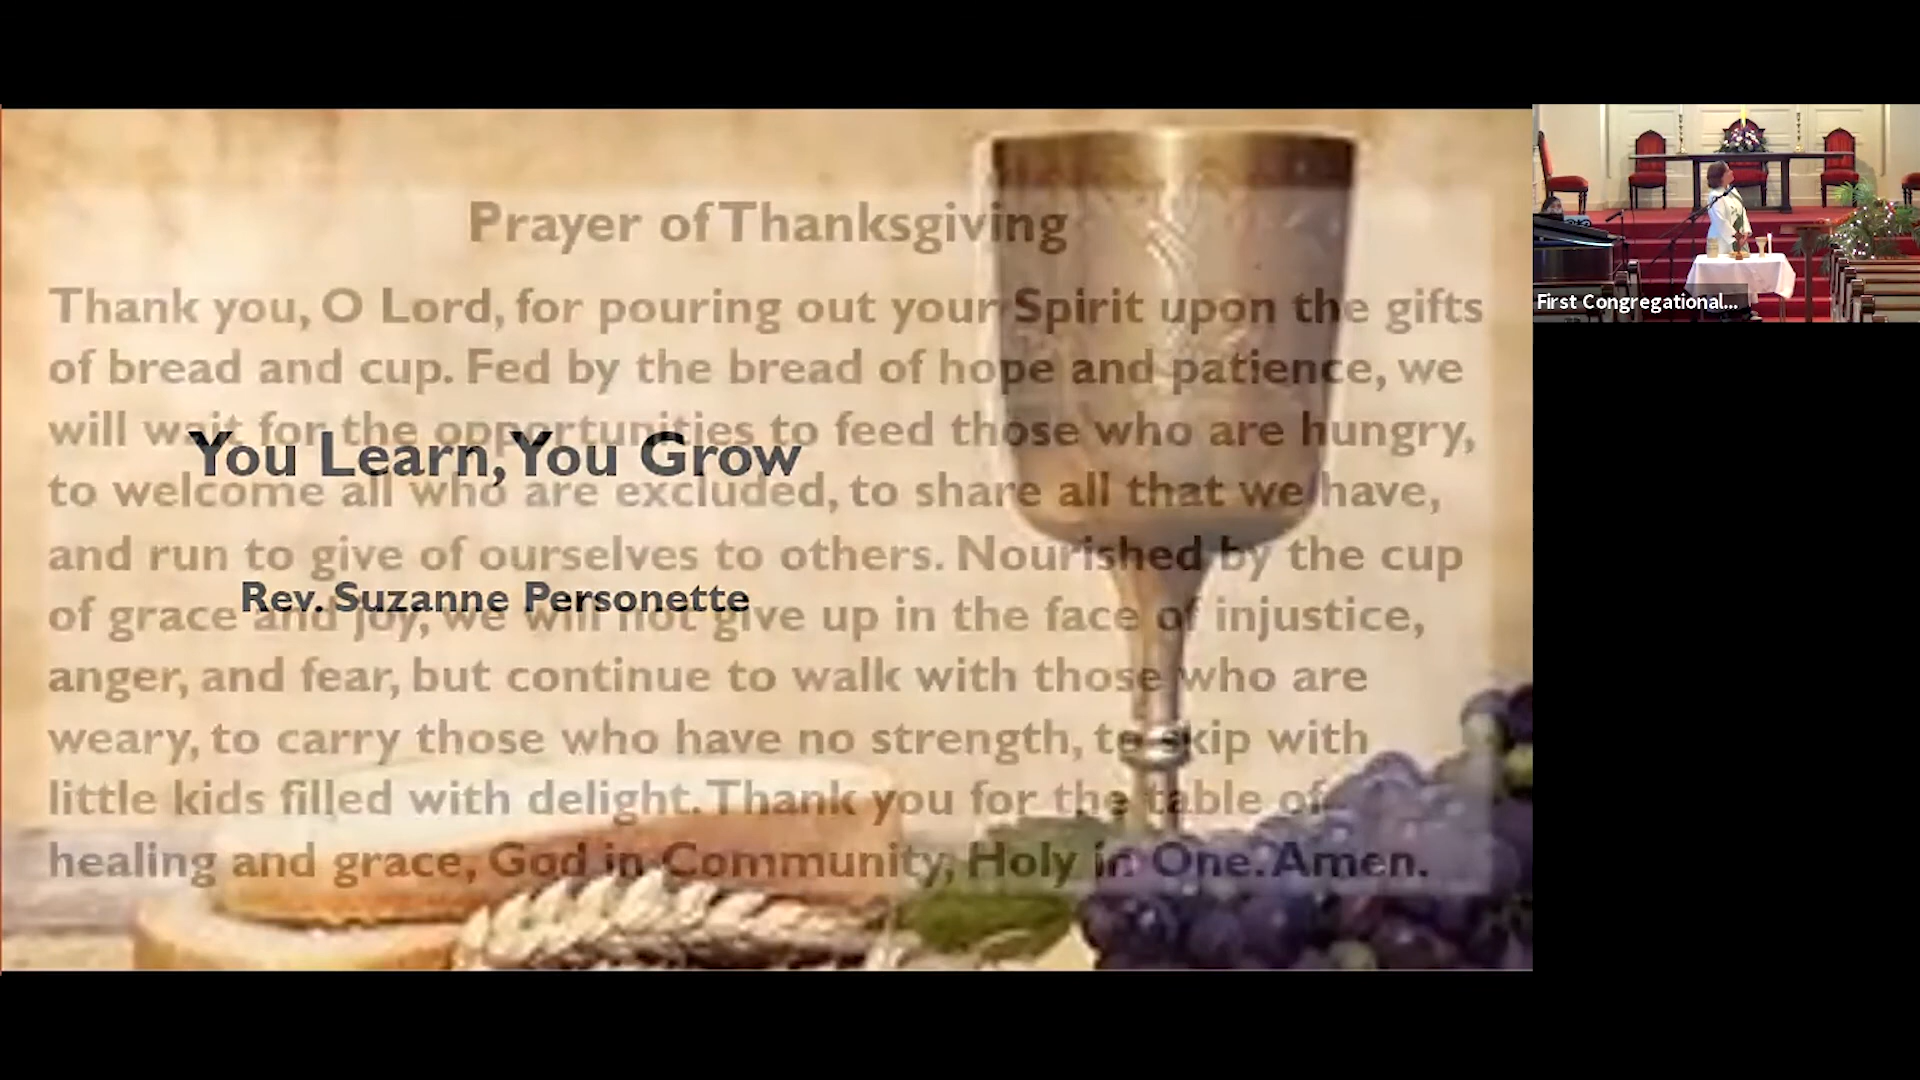 Prayer of Thanksgiving
Thank you, O Lord, for pouring out your Spirit upon the gifts
of bread and cup. Fed by the bread of hope and patience, we
will wait for the opportunities to feed those who are hungry,
You Learn, You Grow
to welcome all who are excluded, to share all that we have,
and run to give of ourselves to others. Nourished by the cup
Rev. Suzanne Personette
of grace and joy, we will not give up in the face of injustice,
anger, and fear, but continue to walk with those who are
weary, to carry those who have no strength, to skip with
little kids filled with delight. Thank you for the table of
healing and grace, God in Community, Holy in One. Amen.
First Congregational...